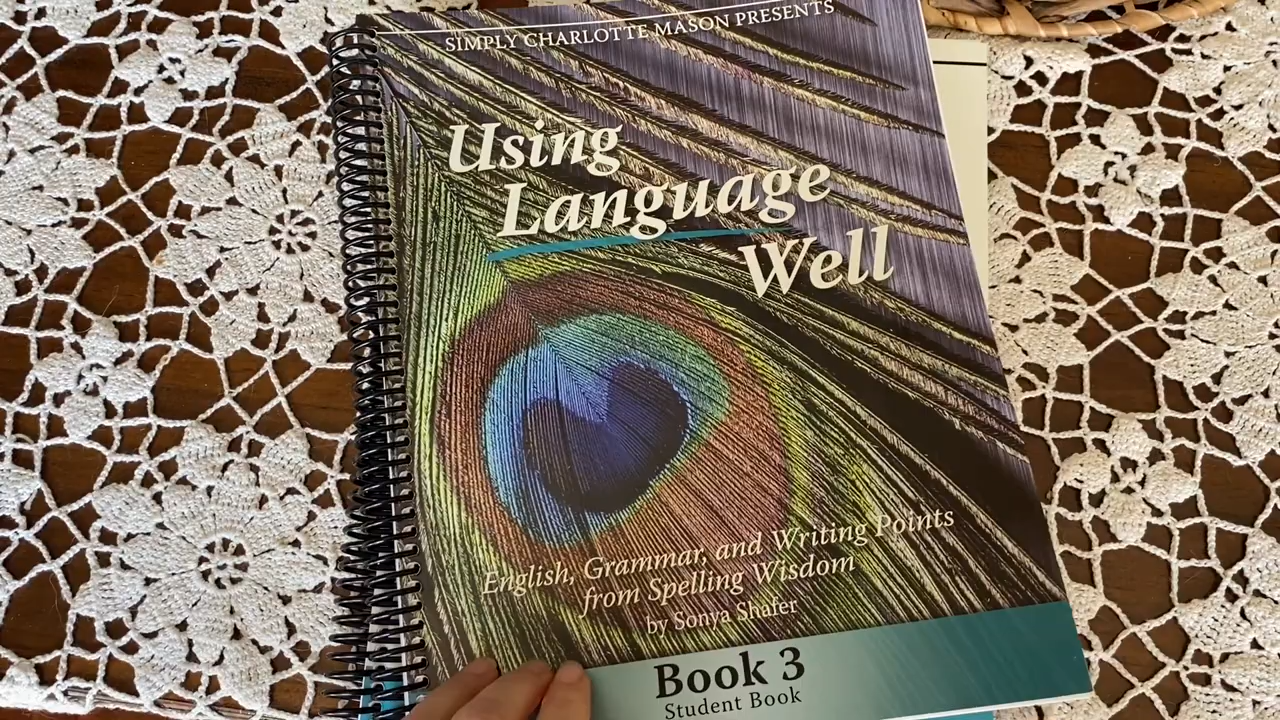 SIMPLY CHARLOTTE MASON PRESENTS
Using
Language
Well
English, Grammar, and Writing Points
from Spelling Wisdom
by Sonya Shafer
Book 3
Student Book